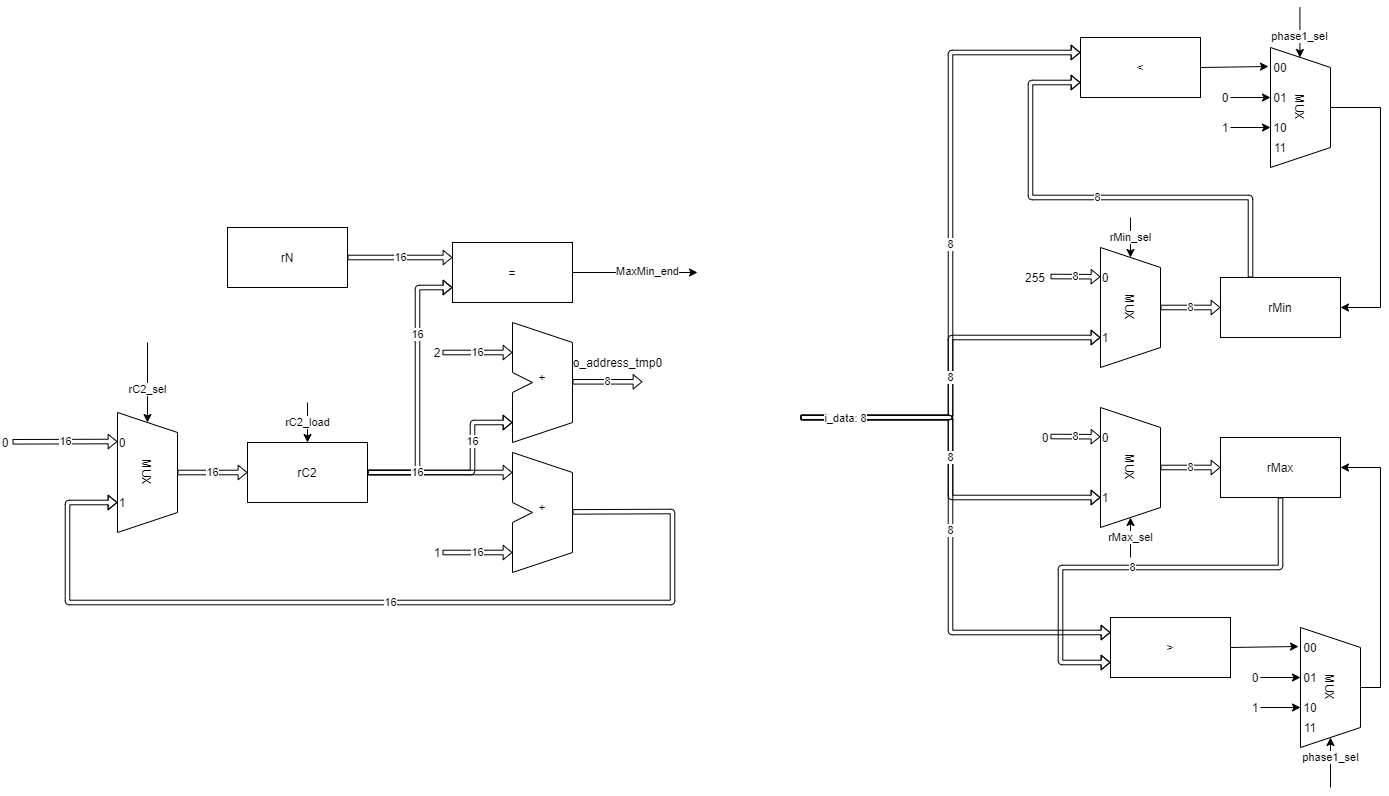 rN
16
=
MaxMin_end
16
2
16
+
o_address_tmp0
8
rC2_sel
rC2_load
0
16
0
MUX
1
16
rC2
16
16
+
1
16
16
phase1_sel
<
00
0
01
MUX
1
10
11
8
8
rMin_sel
255
8
0
MUX
8
rMin
1
8
i_data: 8
0
8
0
MUX
8
rMax
8
1
rMax_sel
8
8
>
00
0
01
MUX
1
10
11
phase1_sel